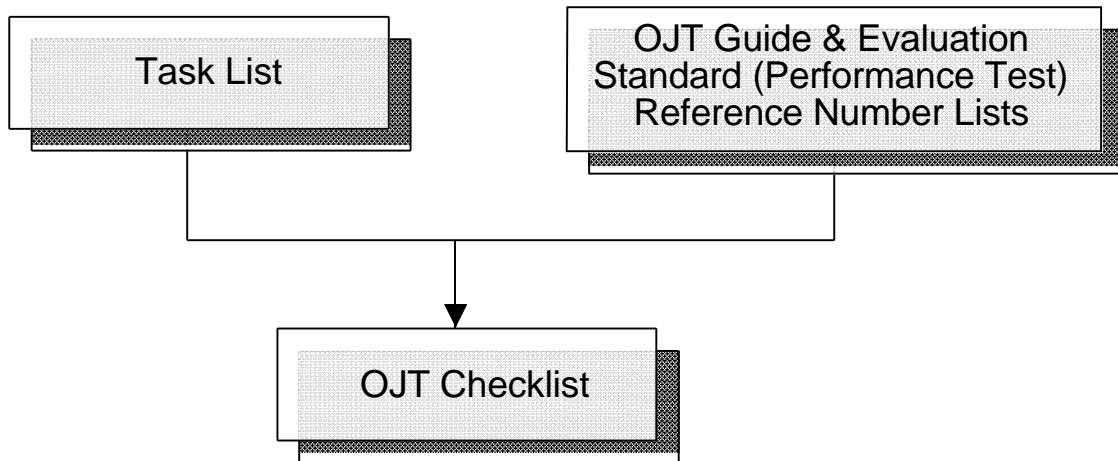 Task List
OJT Guide & Evaluation
Standard (Performance Test)
Reference Number Lists
OJT Checklist